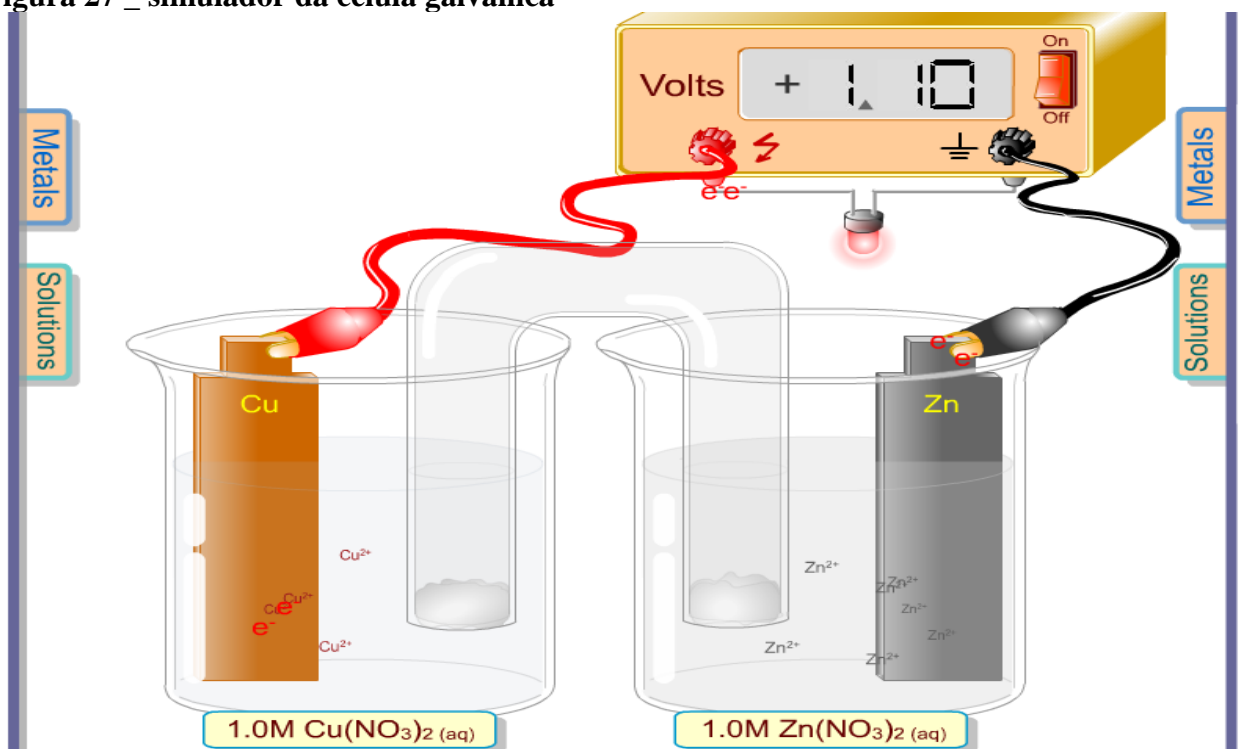 igura 27 _ simulador da célula galvânica
On
Volts + 1.10
Off
Metals
Metals
e⁻e⁻
Solutions
Solutions
e⁻
e⁻
Cu
Zn
Cu²⁺
Zn²⁺
Zn²⁺
Cu²⁺
e
e⁻
Zn²⁺
Zn²⁺
Cu²⁺
Zn²⁺
Zn²⁺
1.0M Cu(NO₃)₂ (aq)
1.0M Zn(NO₃)₂ (aq)